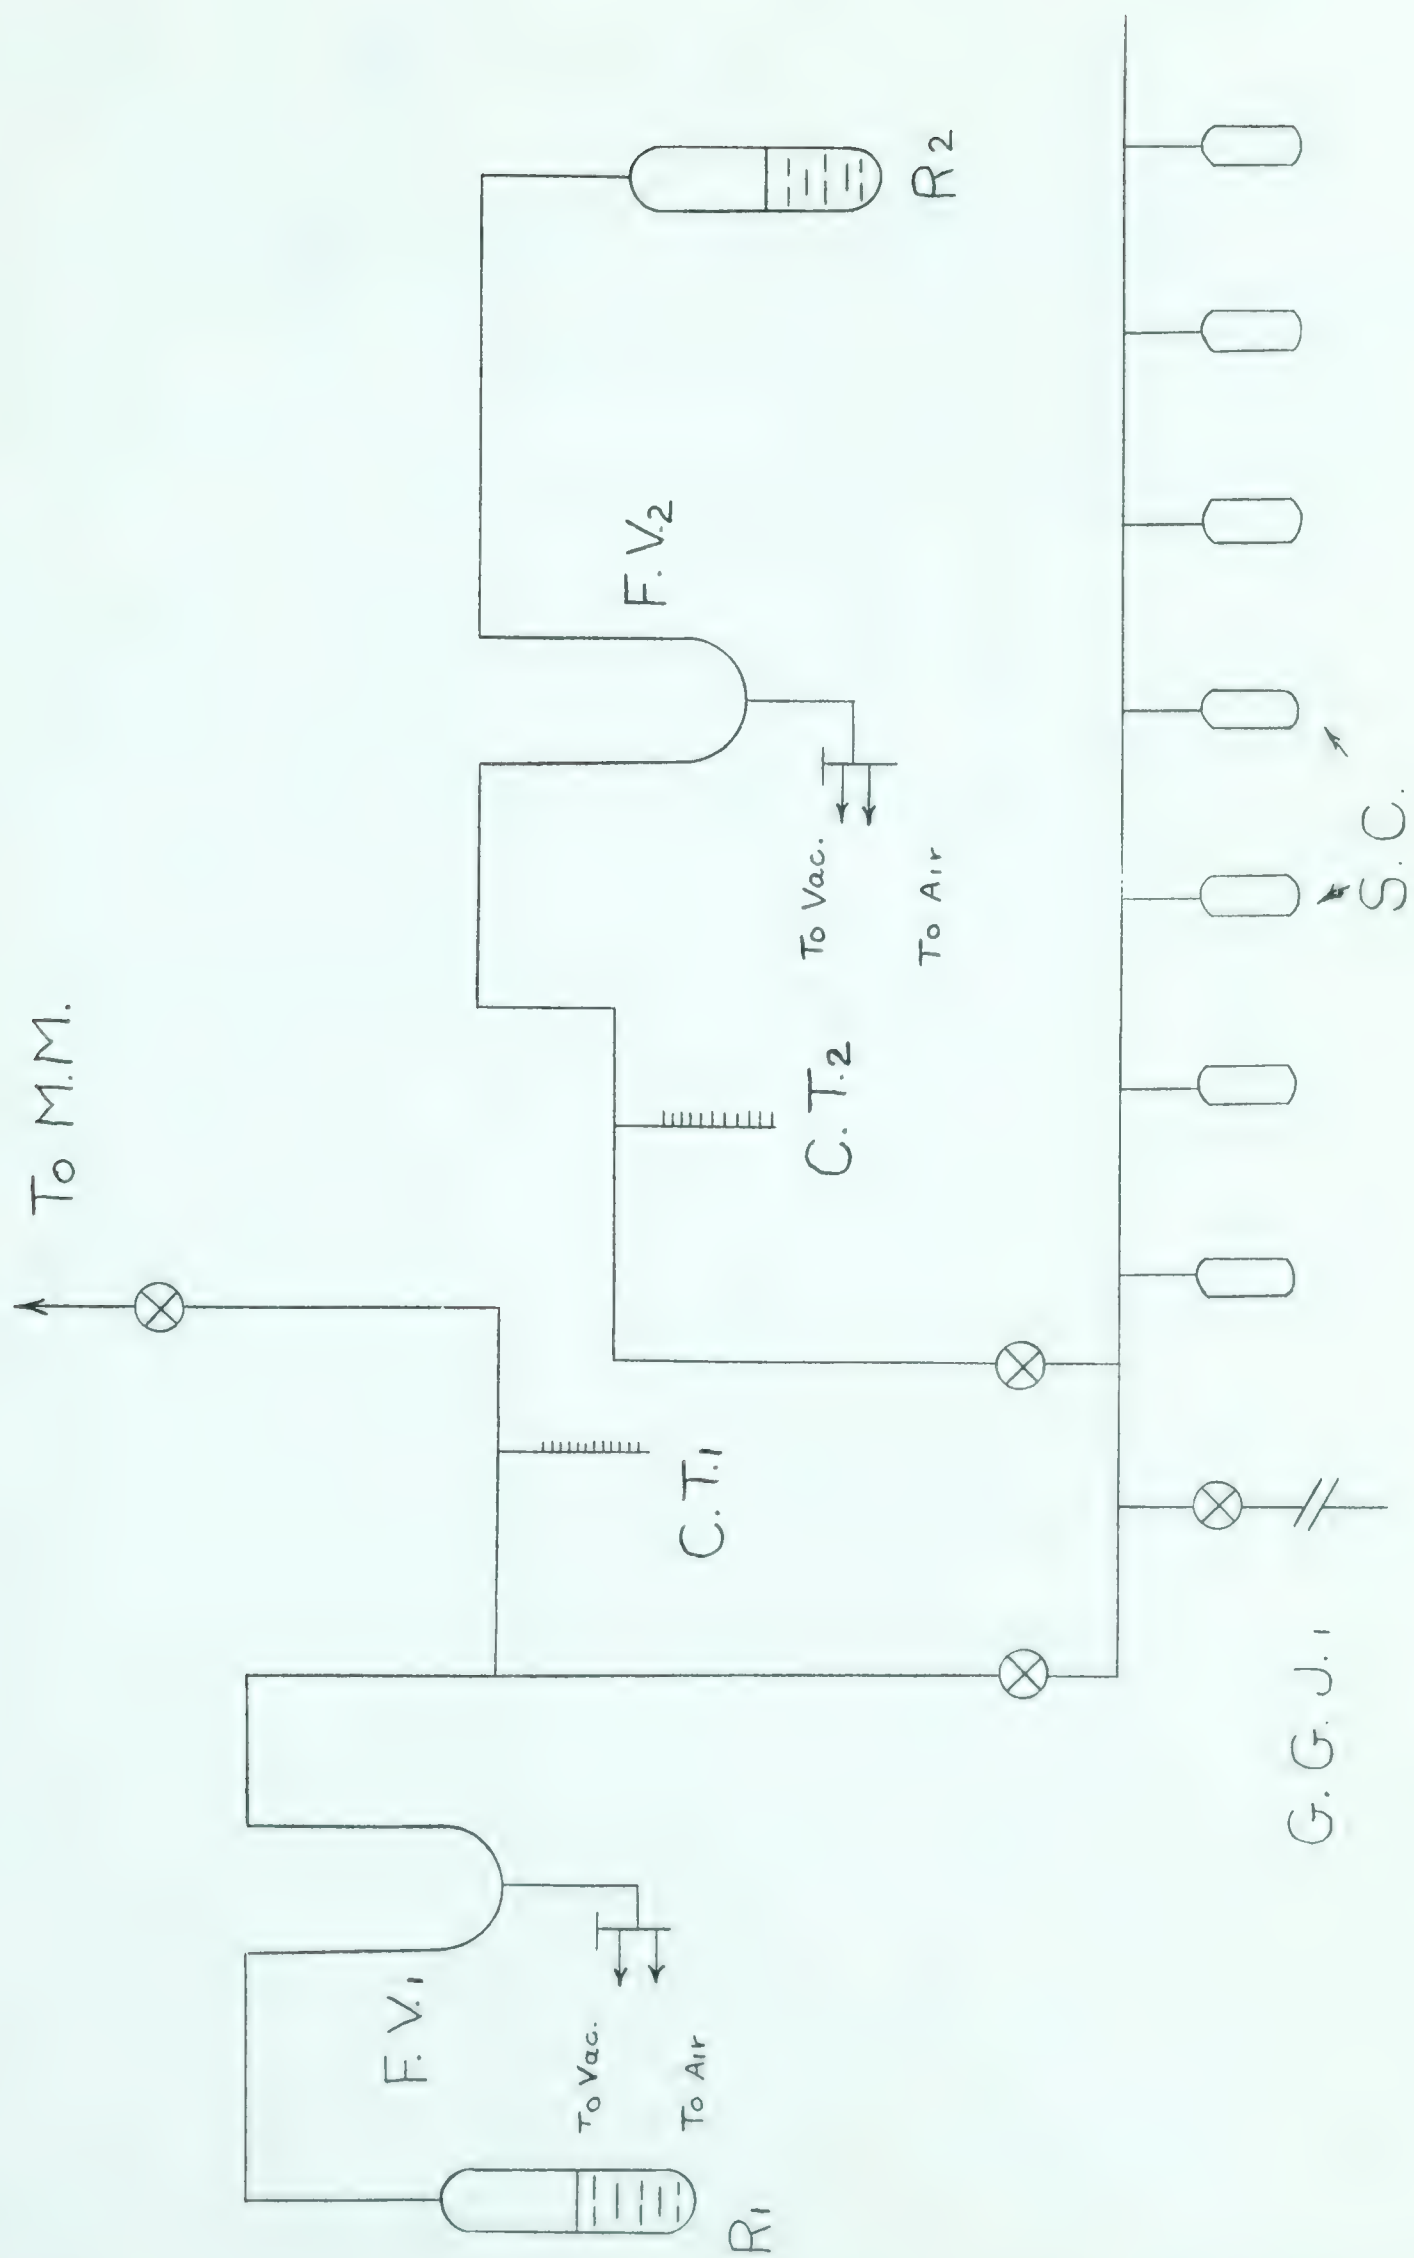 To M.M.
R2
F.V.2
To Vac.
To Air
C.T.2
C.T.1
S.C.
F.V.1
To Vac.
To Air
R1
G.G.J.1